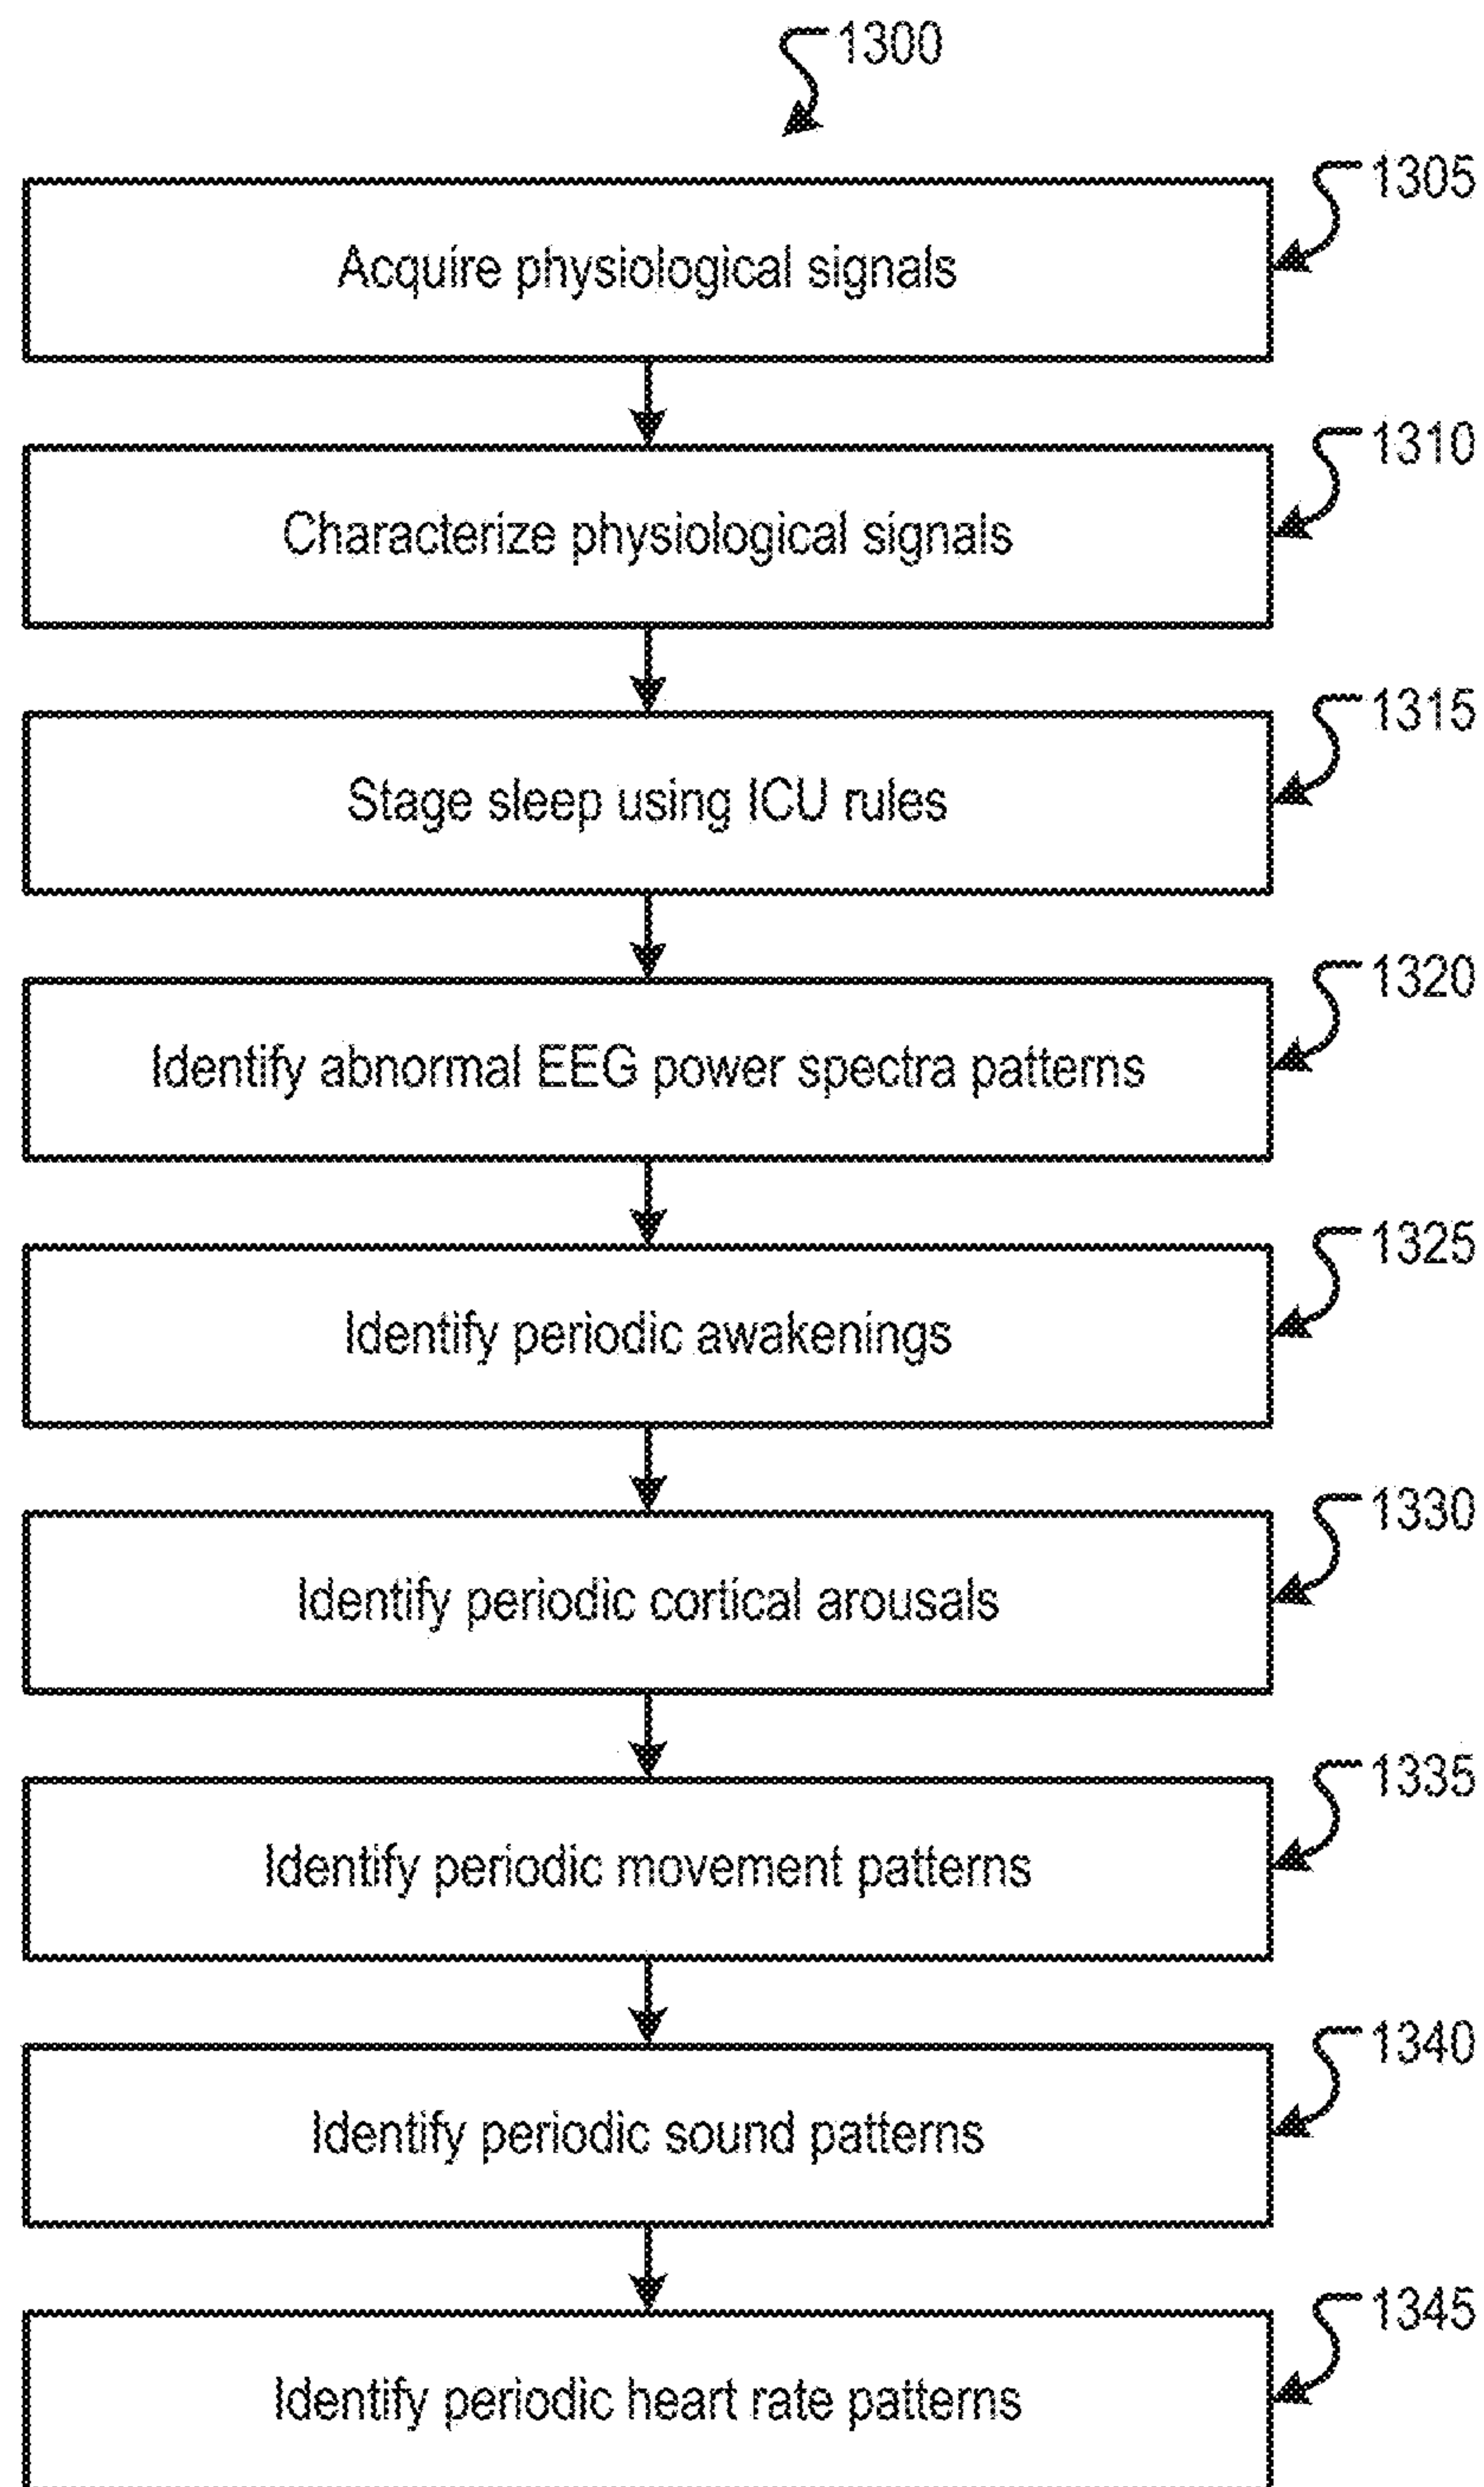 1300
1305
Acquire physiological signals
1310
Characterize physiological signals
1315
Stage sleep using ICU rules
1320
Identify abnormal EEG power spectra patterns
1325
Identify periodic awakenings
1330
Identify periodic cortical arousals
1335
Identify periodic movement patterns
1340
Identify periodic sound patterns
1345
Identify periodic heart rate patterns